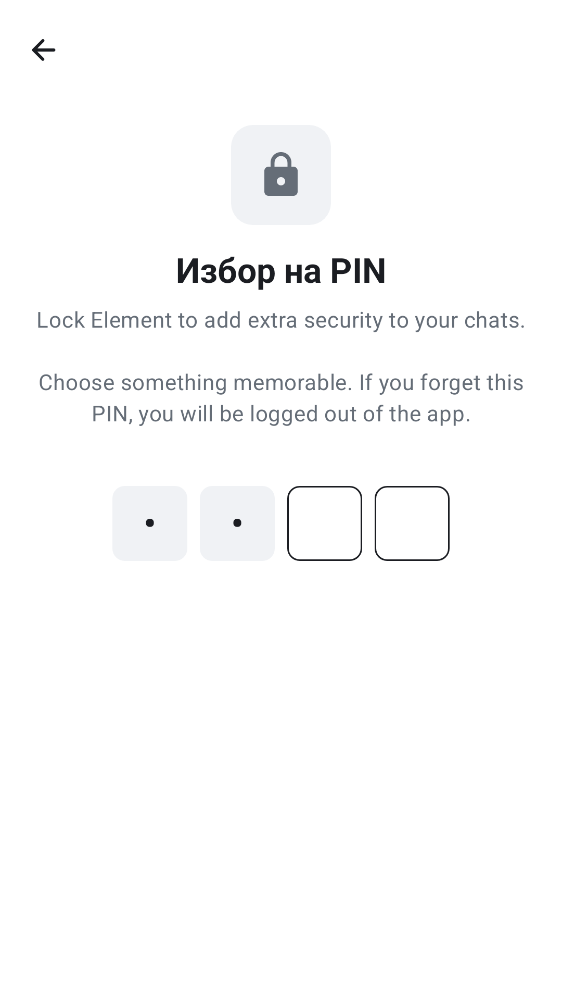 Избор на PIN
Lock Element to add extra security to your chats.
Choose something memorable. If you forget this
PIN, you will be logged out of the app.